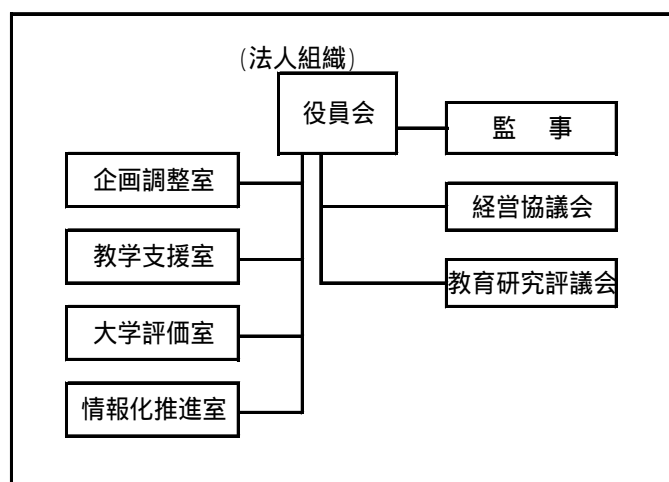 (法人組織)
役員会
監　事
企画調整室
経営協議会
教学支援室
教育研究評議会
大学評価室
情報化推進室